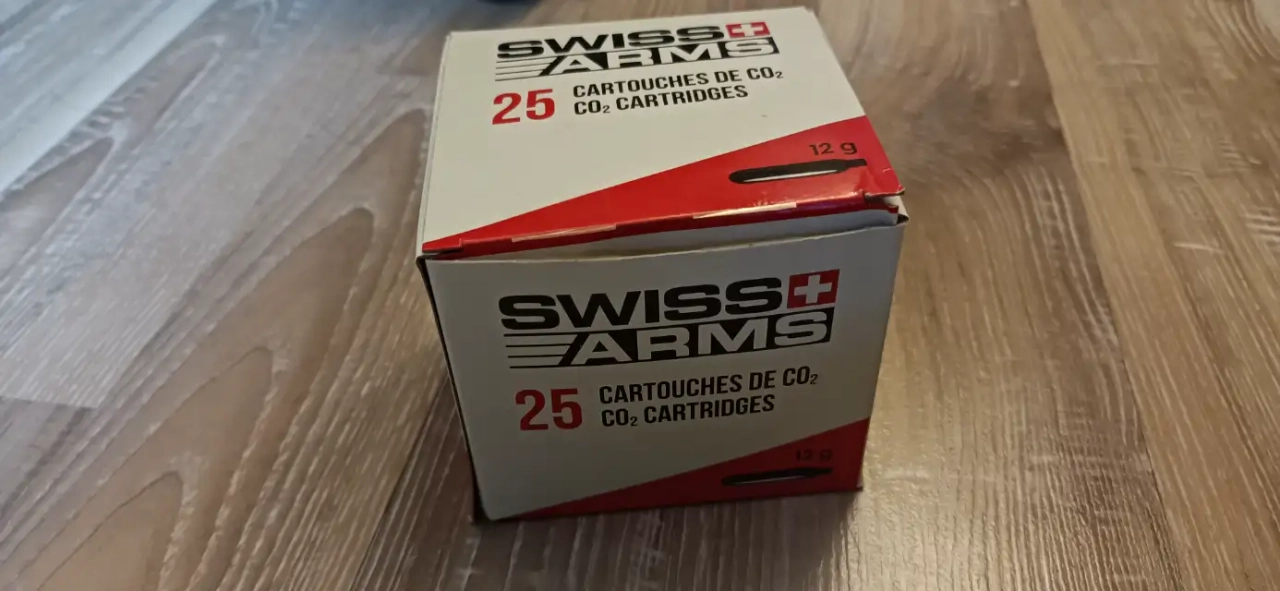 SWISS
ARMS
25 CARTOUCHES DE CO₂
CO₂ CARTRIDGES
12 g
SWISS
ARMS
25 CARTOUCHES DE CO₂
CO₂ CARTRIDGES
12 g